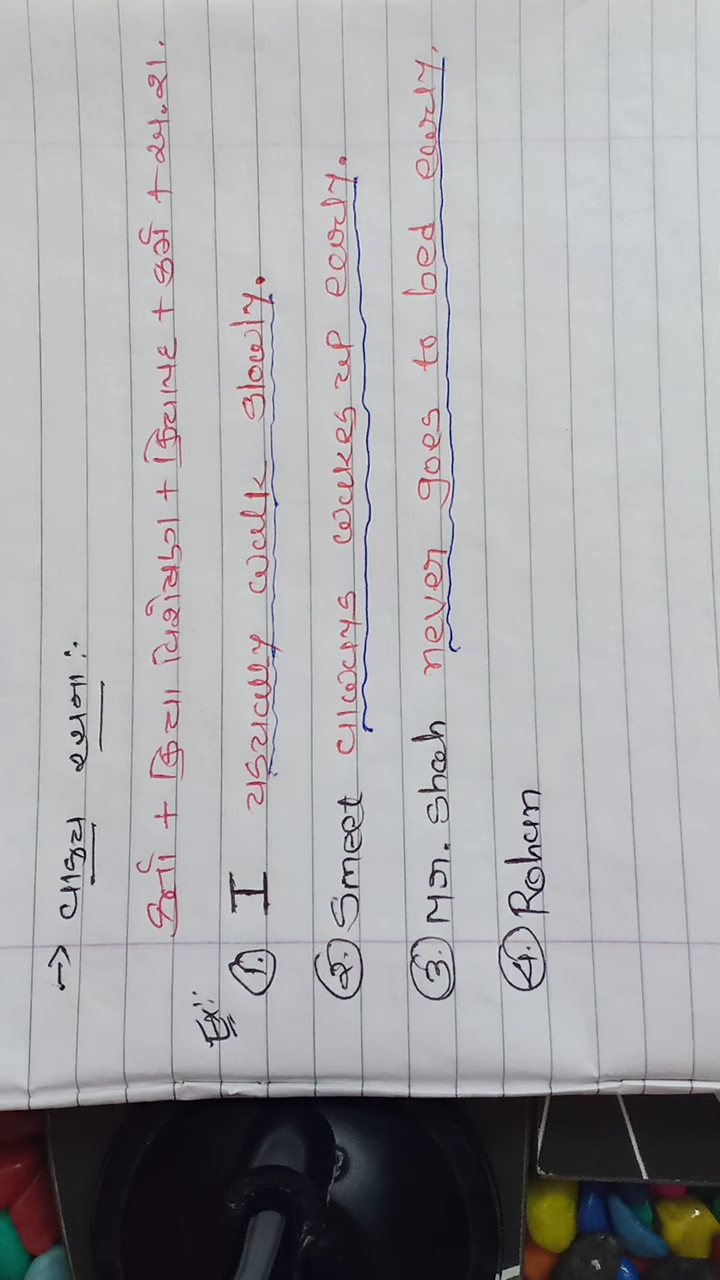 → વાક્ય રચના :-
કર્તા + ક્રિયા વિશેષણ + ક્રિયાપદ + કર્મ + અ.શ.
Ex:-
1. I usually walk slowly.
2. Smeet always wakes up early.
3. Mr. Shah never goes to bed early.
4. Rohan